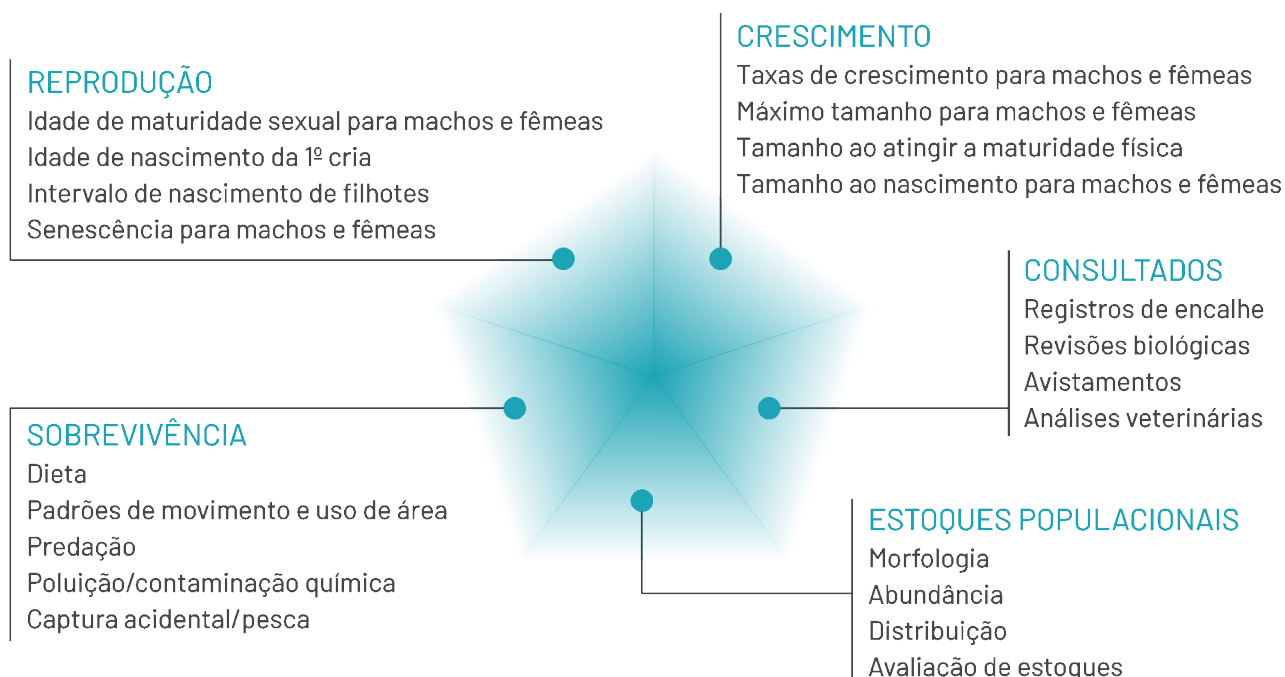 REPRODUÇÃO
Idade de maturidade sexual para machos e fêmeas
Idade de nascimento da 1º cria
Intervalo de nascimento de filhotes
Senescência para machos e fêmeas
CRESCIMENTO
Taxas de crescimento para machos e fêmeas
Máximo tamanho para machos e fêmeas
Tamanho ao atingir a maturidade física
Tamanho ao nascimento para machos e fêmeas
CONSULTADOS
Registros de encalhe
Revisões biológicas
Avistamentos
Análises veterinárias
SOBREVIVÊNCIA
Dieta
Padrões de movimento e uso de área
Predação
Poluição/contaminação química
Captura acidental/pesca
ESTOQUES POPULACIONAIS
Morfologia
Abundância
Distribuição
Avaliação de estoques